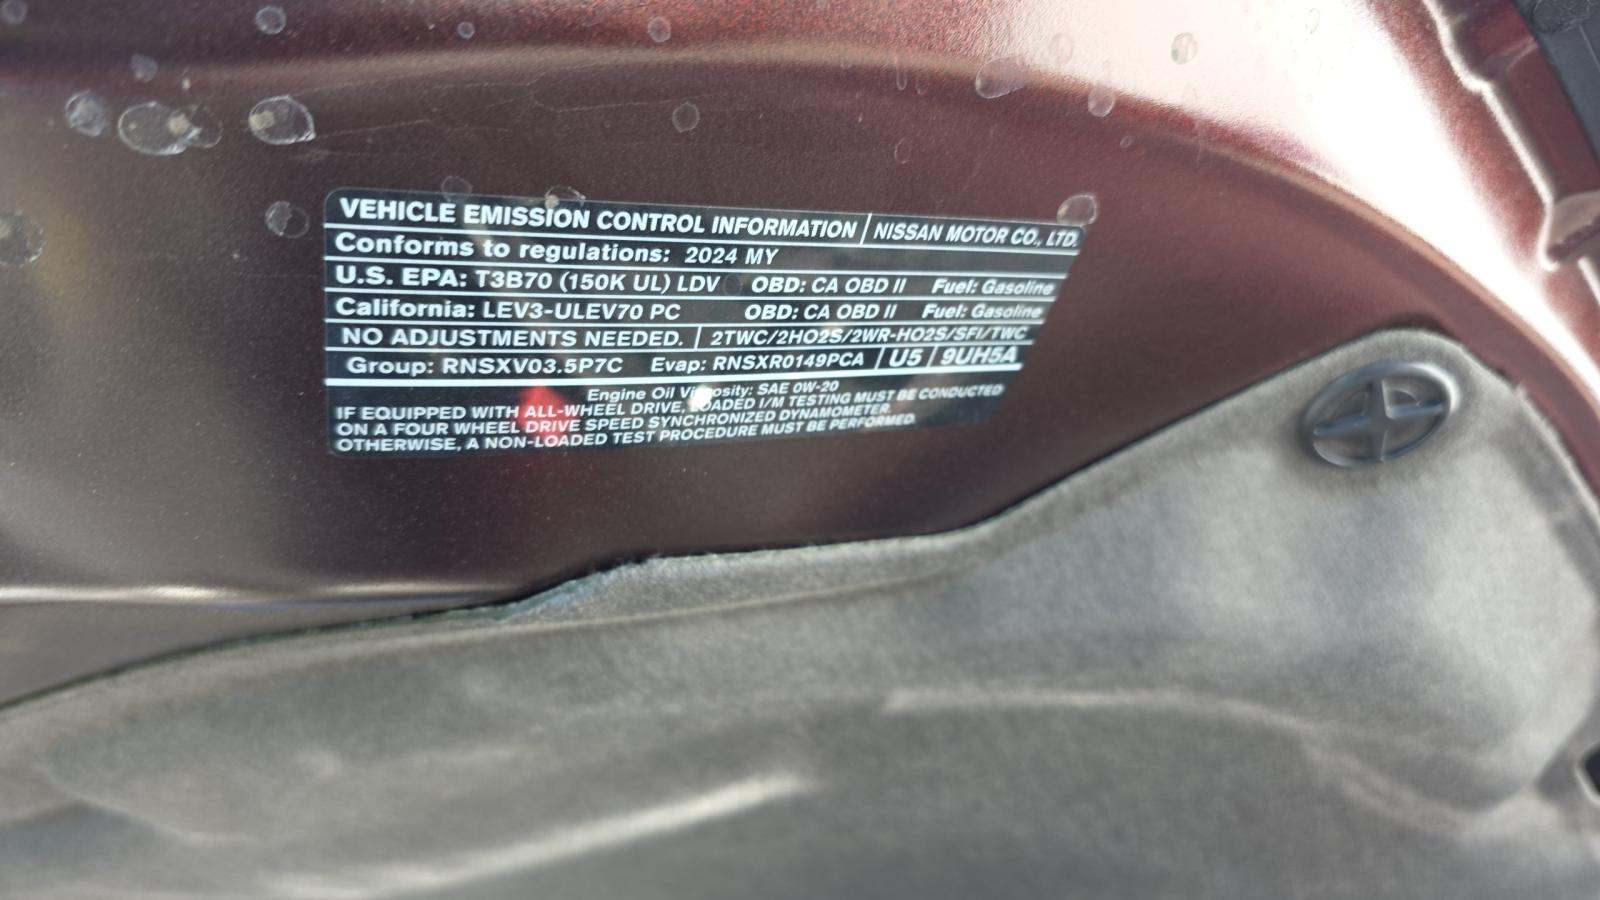 VEHICLE EMISSION CONTROL INFORMATION | NISSAN MOTOR CO., LTD.
Conforms to regulations: 2024 MY
U.S. EPA: T3B70 (150K UL) LDV OBD: CA OBD II Fuel: Gasoline
California: LEV3-ULEV70 PC OBD: CA OBD II Fuel: Gasoline
NO ADJUSTMENTS NEEDED. | 2TWC/2HO2S/2WR-HO2S/SFI/TWC
Group: RNSXV03.5P7C Evap: RNSXR0149PCA | U5 | 9UH5A
Engine Oil Viscosity: SAE 0W-20
IF EQUIPPED WITH ALL-WHEEL DRIVE, LOADED I/M TESTING MUST BE CONDUCTED
ON A FOUR WHEEL DRIVE SPEED SYNCHRONIZED DYNAMOMETER.
OTHERWISE, A NON-LOADED TEST PROCEDURE MUST BE PERFORMED.